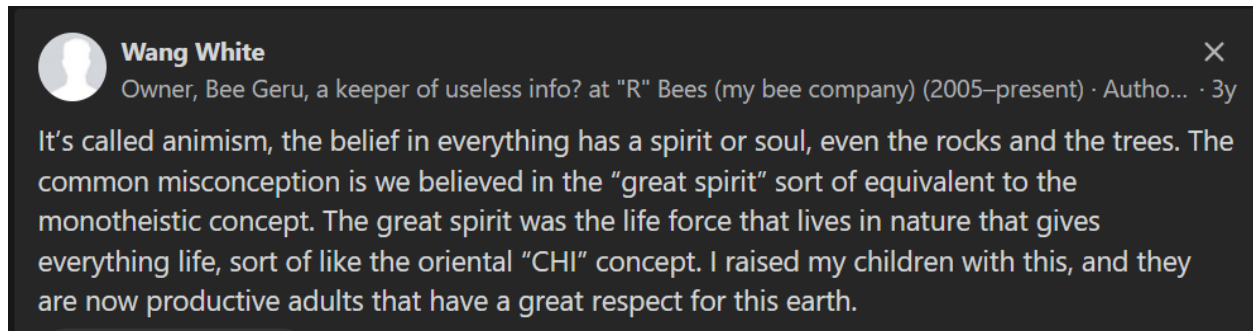 Wang White
Owner, Bee Geru, a keeper of useless info? at "R" Bees (my bee company) (2005–present) · Autho... · 3y
It’s called animism, the belief in everything has a spirit or soul, even the rocks and the trees. The
common misconception is we believed in the “great spirit” sort of equivalent to the
monotheistic concept. The great spirit was the life force that lives in nature that gives
everything life, sort of like the oriental “CHI” concept. I raised my children with this, and they
are now productive adults that have a great respect for this earth.